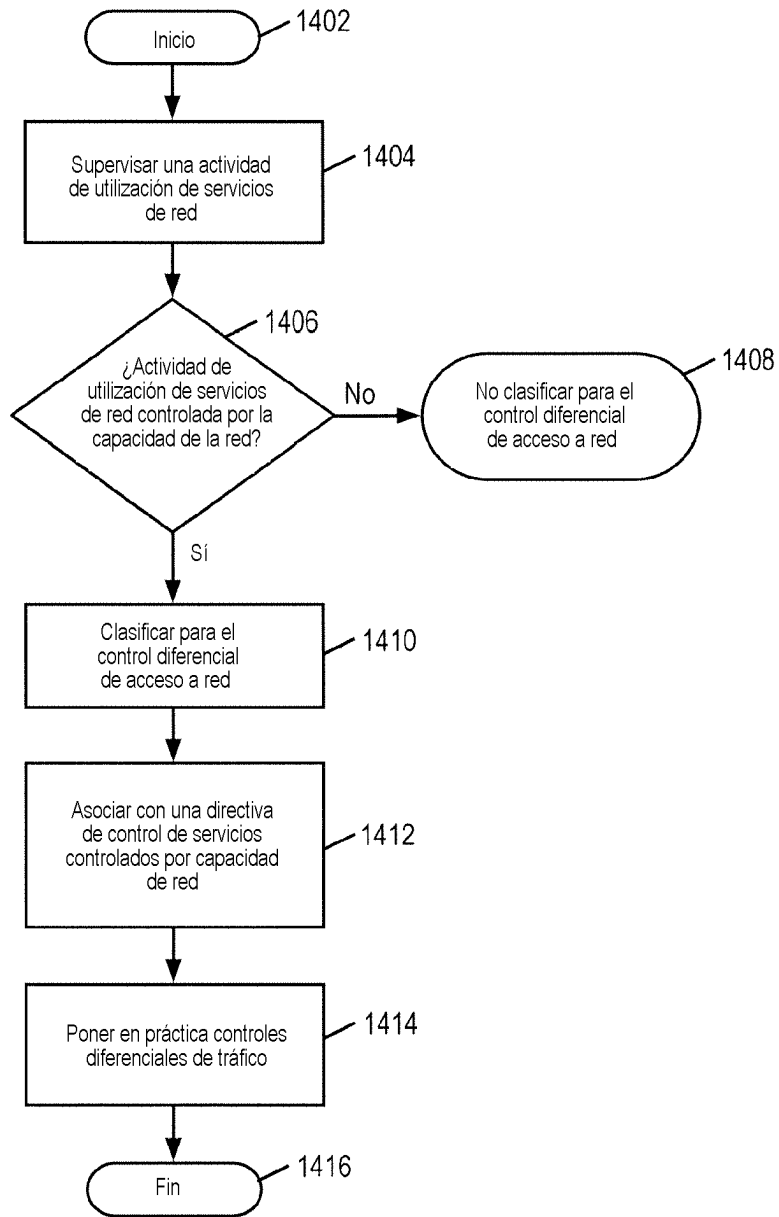 Inicio
1402
Supervisar una actividad
de utilización de servicios
de red
1404
¿Actividad de
utilización de servicios
de red controlada por la
capacidad de la red?
1406
No
No clasificar para el
control diferencial
de acceso a red
1408
Sí
Clasificar para el
control diferencial
de acceso a red
1410
Asociar con una directiva
de control de servicios
controlados por capacidad
de red
1412
Poner en práctica controles
diferenciales de tráfico
1414
Fin
1416